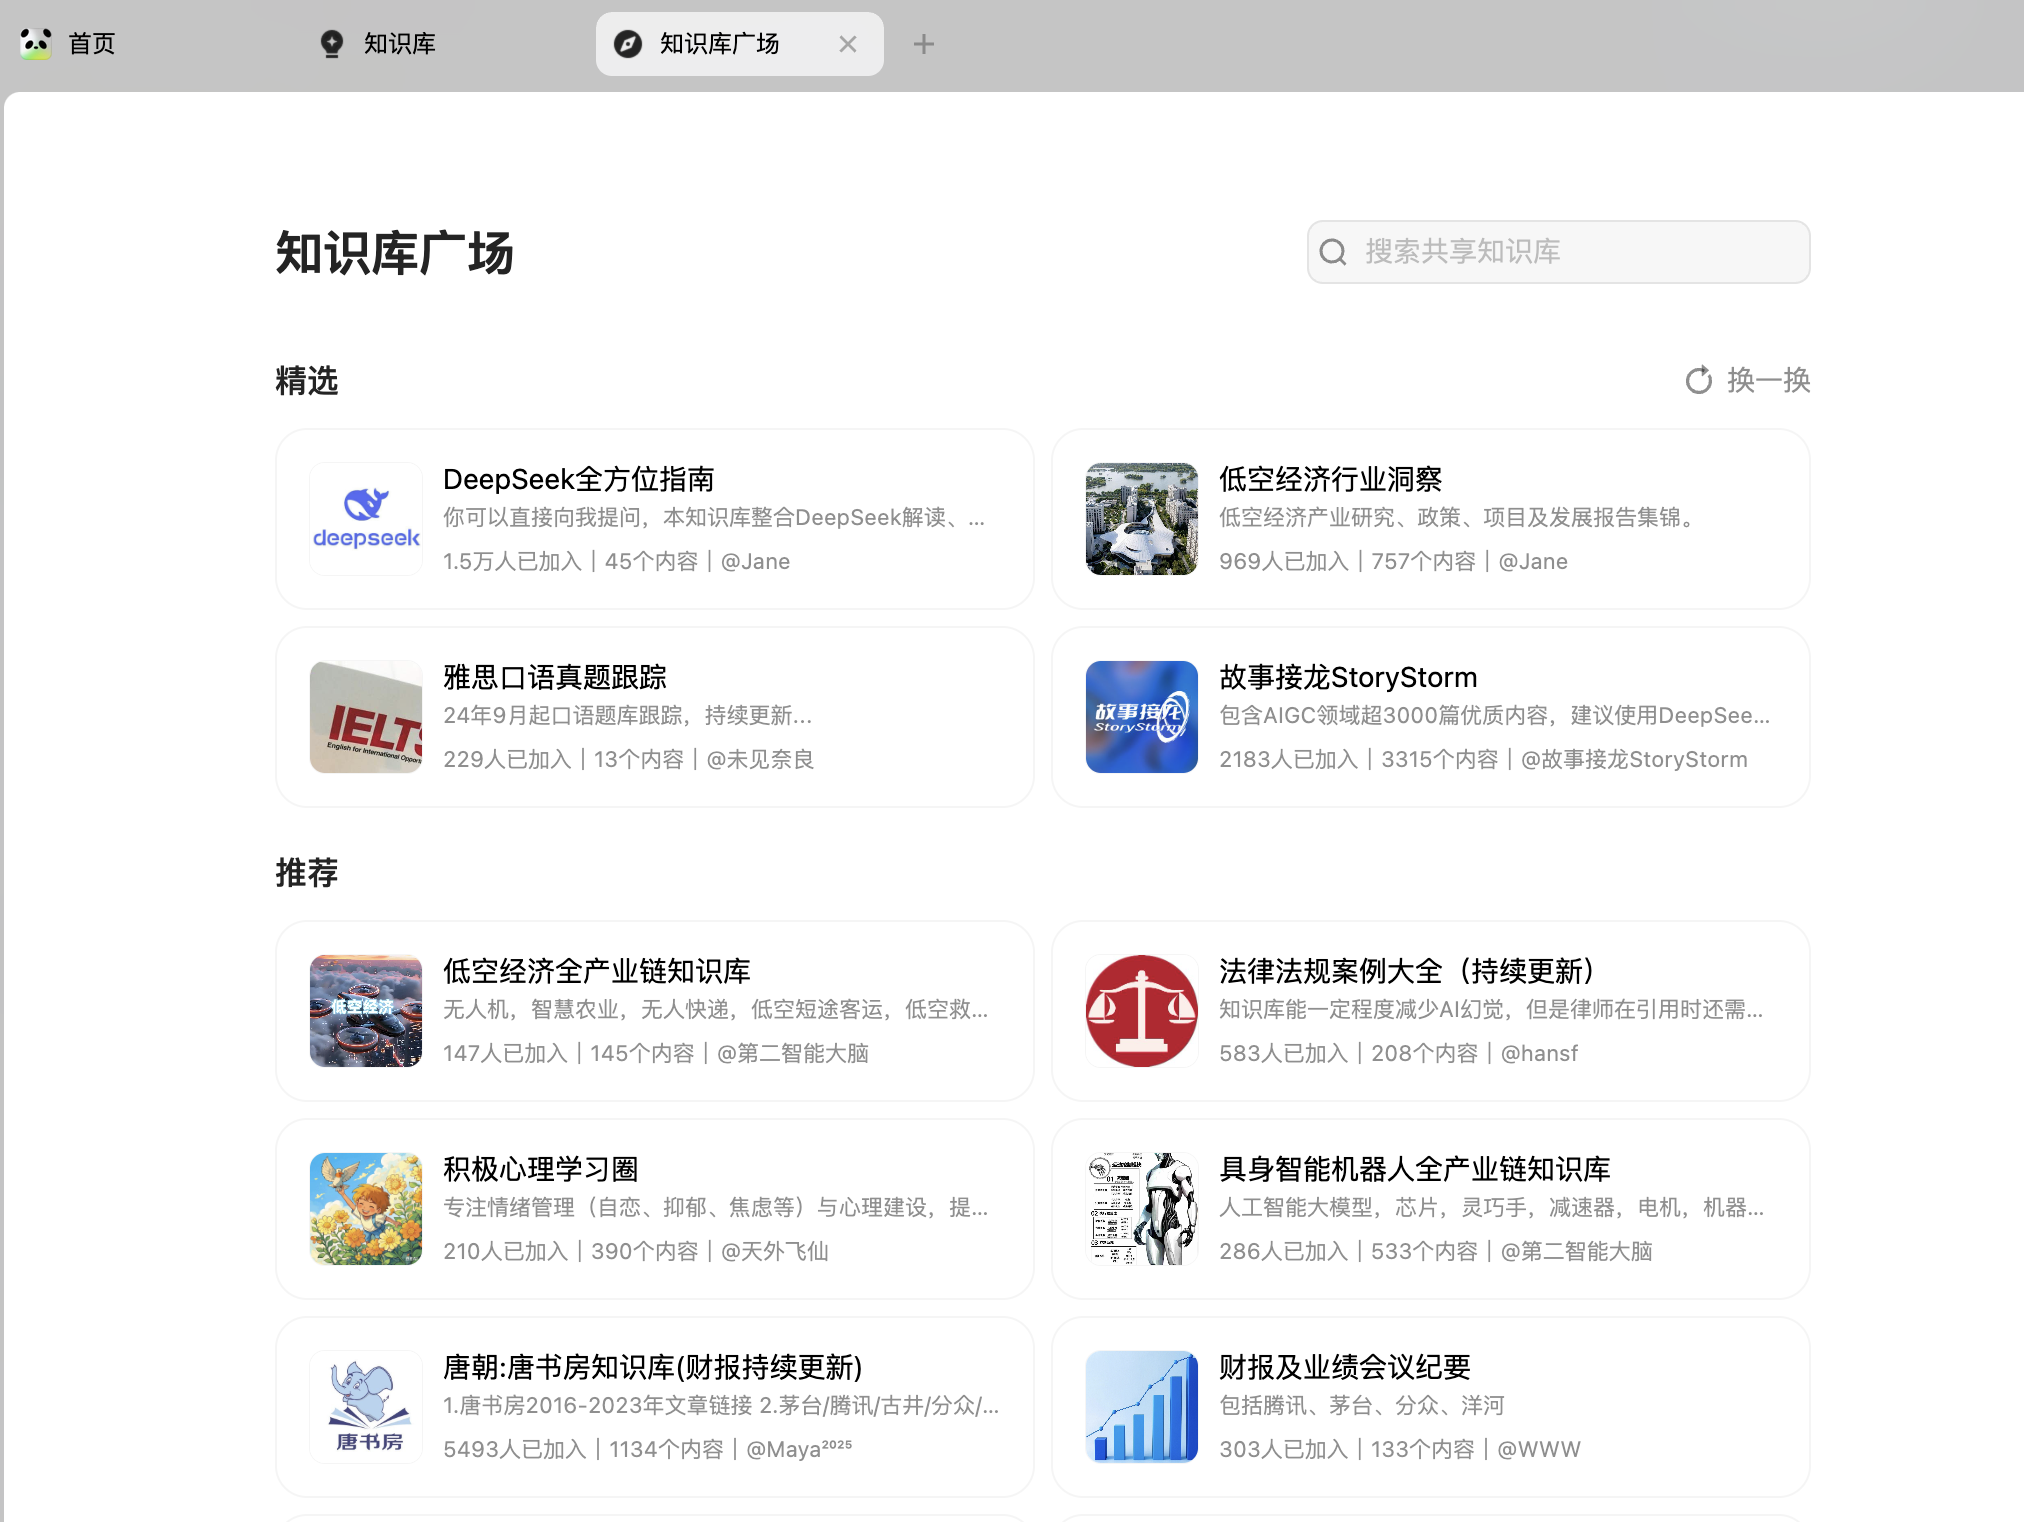 首页
知识库
知识库广场
知识库广场
搜索共享知识库
精选
换一换
deepseek
DeepSeek全方位指南
你可以直接向我提问，本知识库整合DeepSeek解读、...
1.5万人已加入 | 45个内容 | @Jane
低空经济行业洞察
低空经济产业研究、政策、项目及发展报告集锦。
969人已加入 | 757个内容 | @Jane
IELTS
English for International Opport
雅思口语真题跟踪
24年9月起口语题库跟踪，持续更新...
229人已加入 | 13个内容 | @未见奈良
故事接龙
StoryStorm
故事接龙StoryStorm
包含AIGC领域超3000篇优质内容，建议使用DeepSee...
2183人已加入 | 3315个内容 | @故事接龙StoryStorm
推荐
低空经济
低空经济全产业链知识库
无人机，智慧农业，无人快递，低空短途客运，低空救...
147人已加入 | 145个内容 | @第二智能大脑
法律法规案例大全（持续更新）
知识库能一定程度减少AI幻觉，但是律师在引用时还需...
583人已加入 | 208个内容 | @hansf
积极心理学习圈
专注情绪管理（自恋、抑郁、焦虑等）与心理建设，提...
210人已加入 | 390个内容 | @天外飞仙
01
02
03
具身智能机器人全产业链知识库
人工智能大模型，芯片，灵巧手，减速器，电机，机器...
286人已加入 | 533个内容 | @第二智能大脑
唐书房
唐朝:唐书房知识库(财报持续更新)
1.唐书房2016-2023年文章链接 2.茅台/腾讯/古井/分众/...
5493人已加入 | 1134个内容 | @Maya²⁰²⁵
财报及业绩会议纪要
包括腾讯、茅台、分众、洋河
303人已加入 | 133个内容 | @WWW